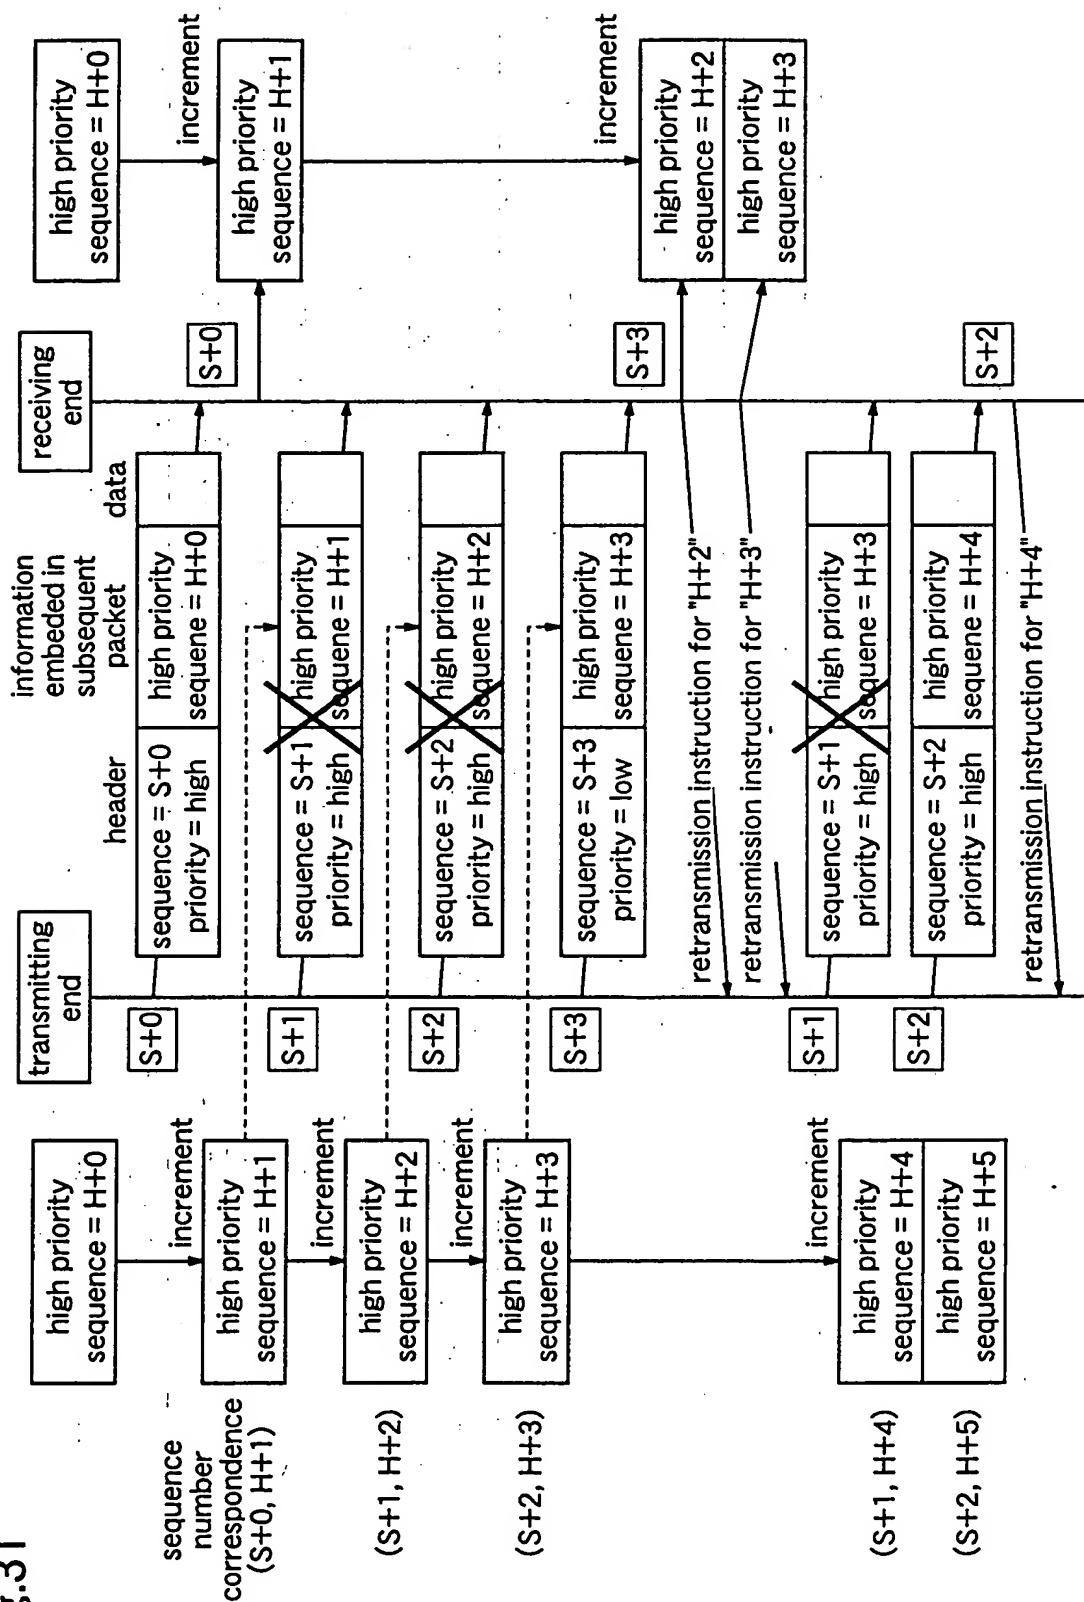 g.31
high priority
sequence = H+0
increment
high priority
sequence = H+1
increment
high priority
sequence = H+2
high priority
sequence = H+3
receiving
end
S+0
S+3
S+2
information
embeded in
subsequent
packet
header
data
sequence = S+0
priority = high
high priority
sequene = H+0
sequence = S+1
priority = high
high priority
sequene = H+1
sequence = S+2
priority = high
high priority
sequene = H+2
sequence = S+3
priority = low
high priority
sequene = H+3
retransmission instruction for "H+2"
retransmission instruction for "H+3"
sequence = S+1
priority = high
high priority
sequene = H+3
sequence = S+2
priority = high
high priority
sequene = H+4
retransmission instruction for "H+4"
transmitting
end
S+0
S+1
S+2
S+3
S+1
S+2
high priority
sequence = H+0
increment
high priority
sequence = H+1
increment
high priority
sequence = H+2
increment
high priority
sequence = H+3
increment
high priority
sequence = H+4
high priority
sequence = H+5
sequence
number
correspondence
(S+0, H+1)
(S+1, H+2)
(S+2, H+3)
(S+1, H+4)
(S+2, H+5)